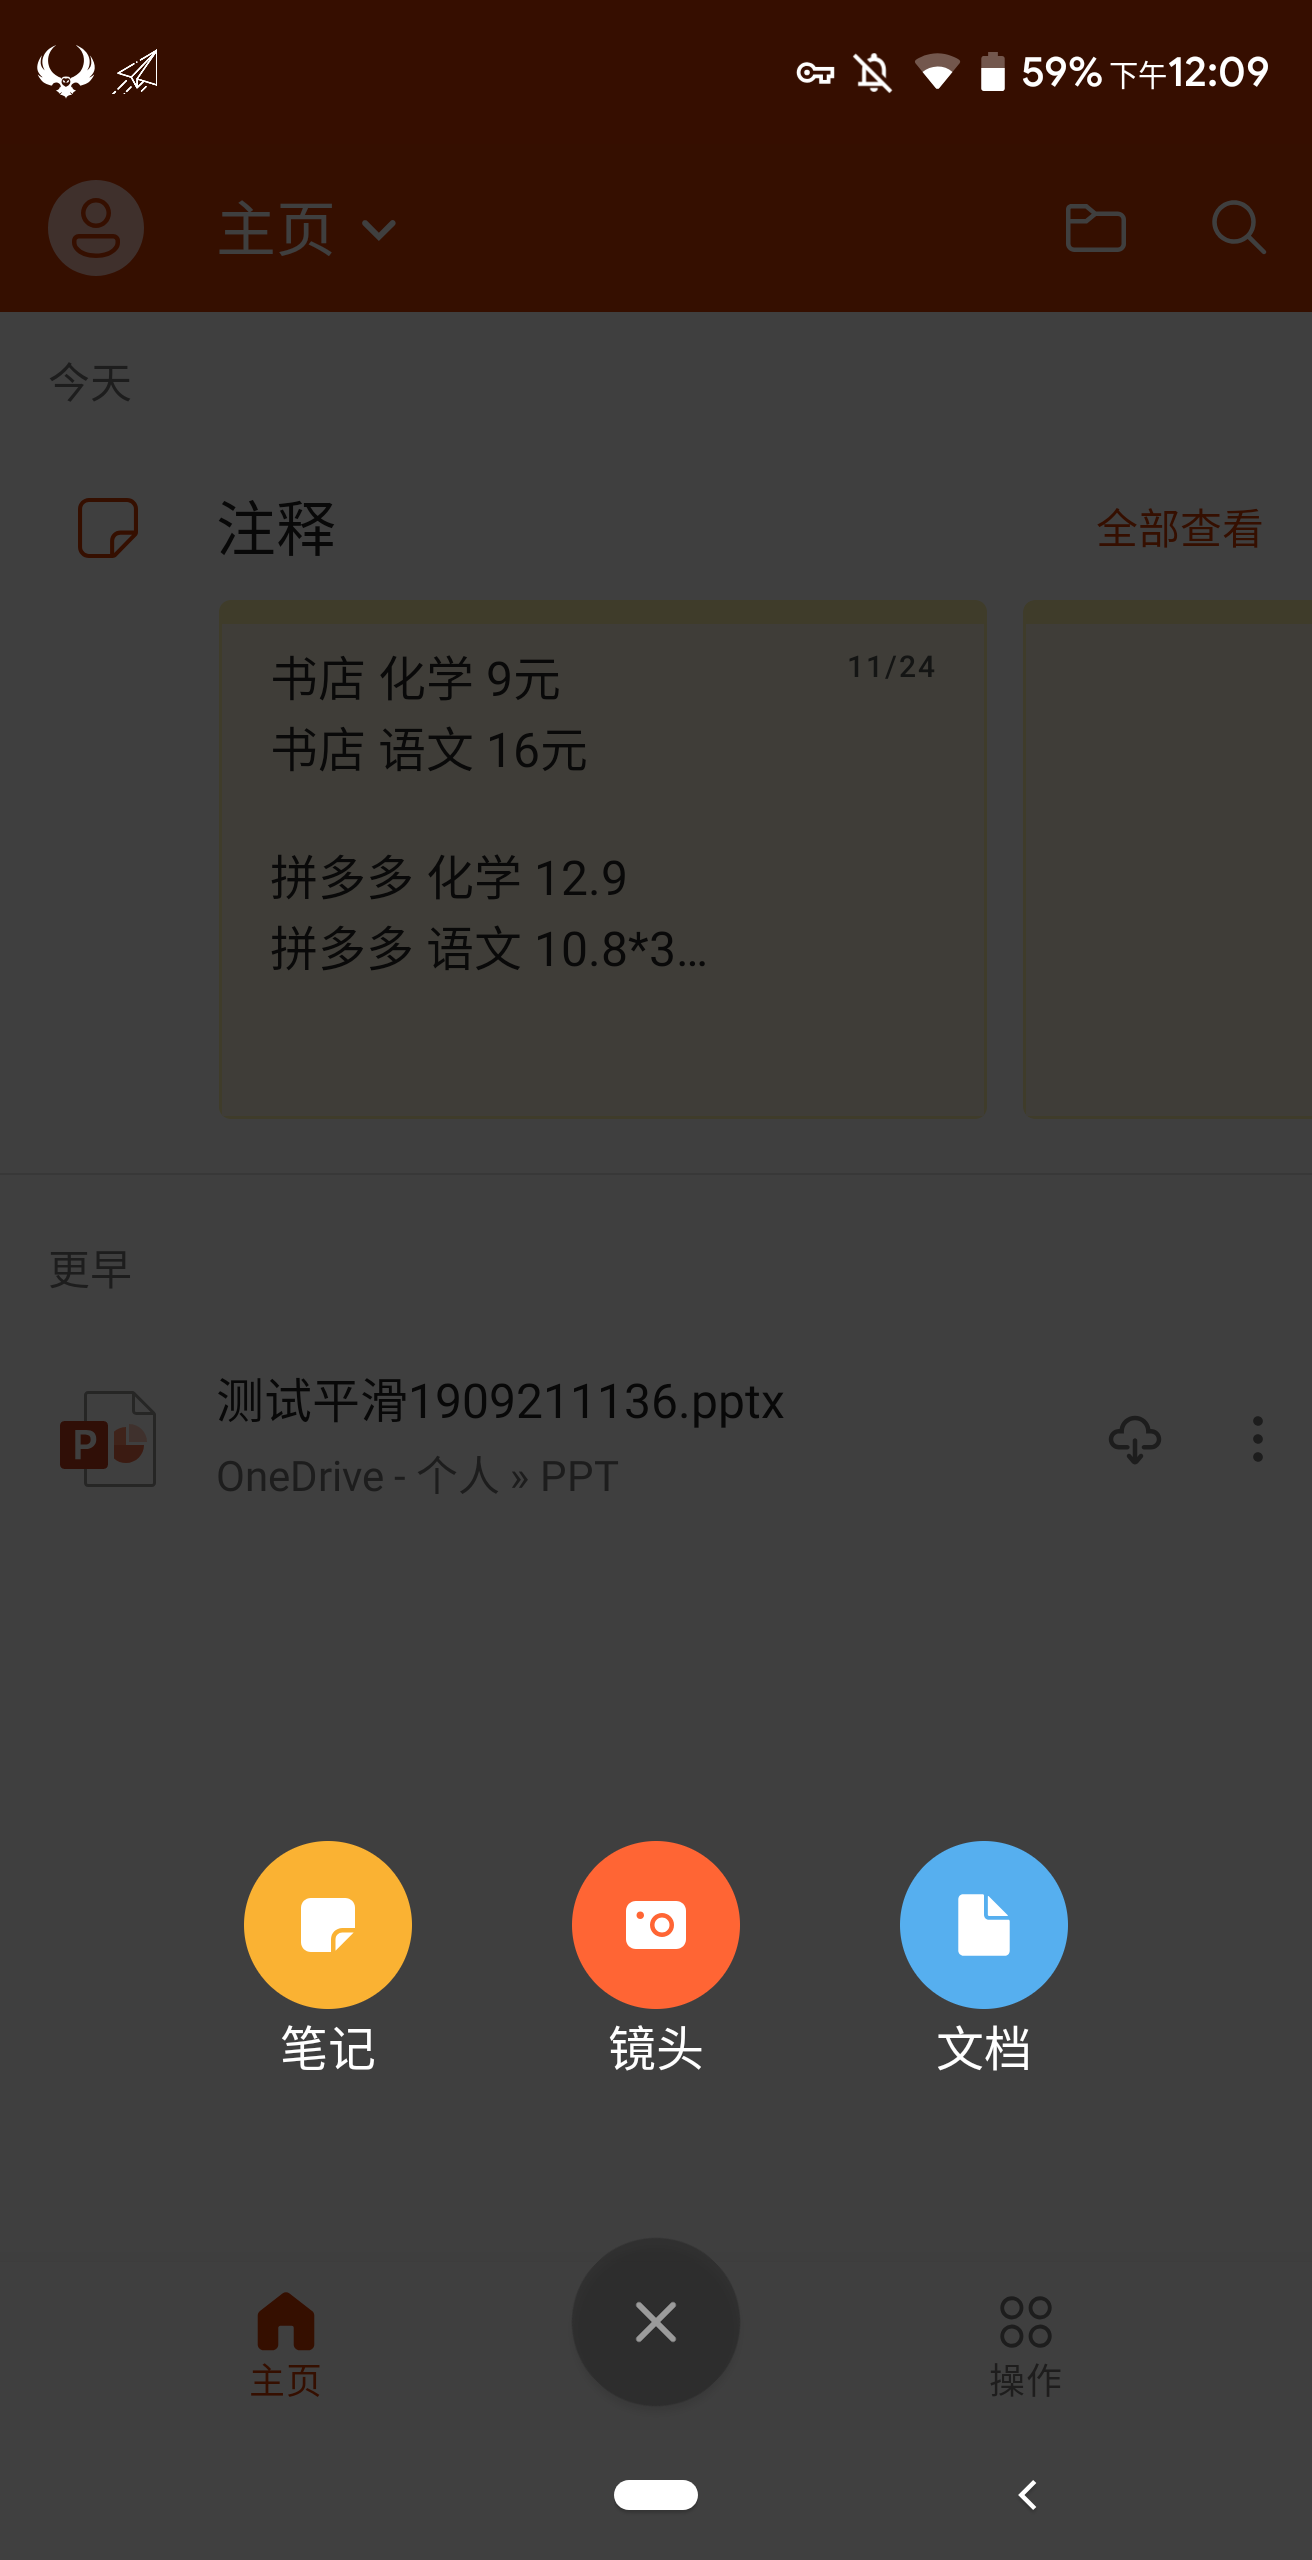 59% 下午12:09
主页
今天
注释 全部查看
书店 化学 9元 11/24
书店 语文 16元
拼多多 化学 12.9
拼多多 语文 10.8*3...
更早
测试平滑1909211136.pptx
P
OneDrive - 个人 » PPT
笔记 镜头 文档
主页 操作